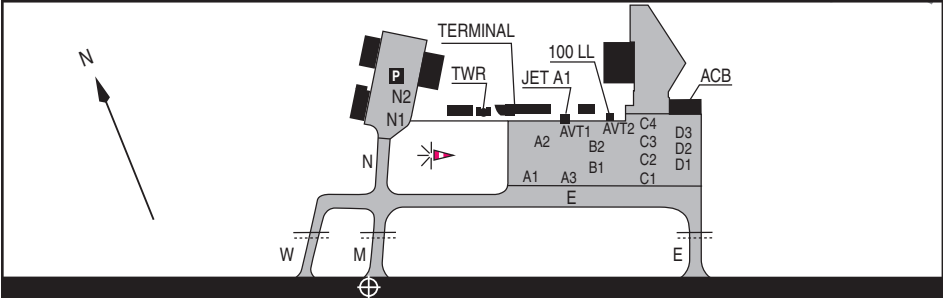 N
TERMINAL
100 LL
TWR
JET A1
ACB
P
N2
N1
AVT1
AVT2
C4
A2
B2
C3
D3
D2
N
B1
C2
D1
A1
A3
C1
E
W
M
E